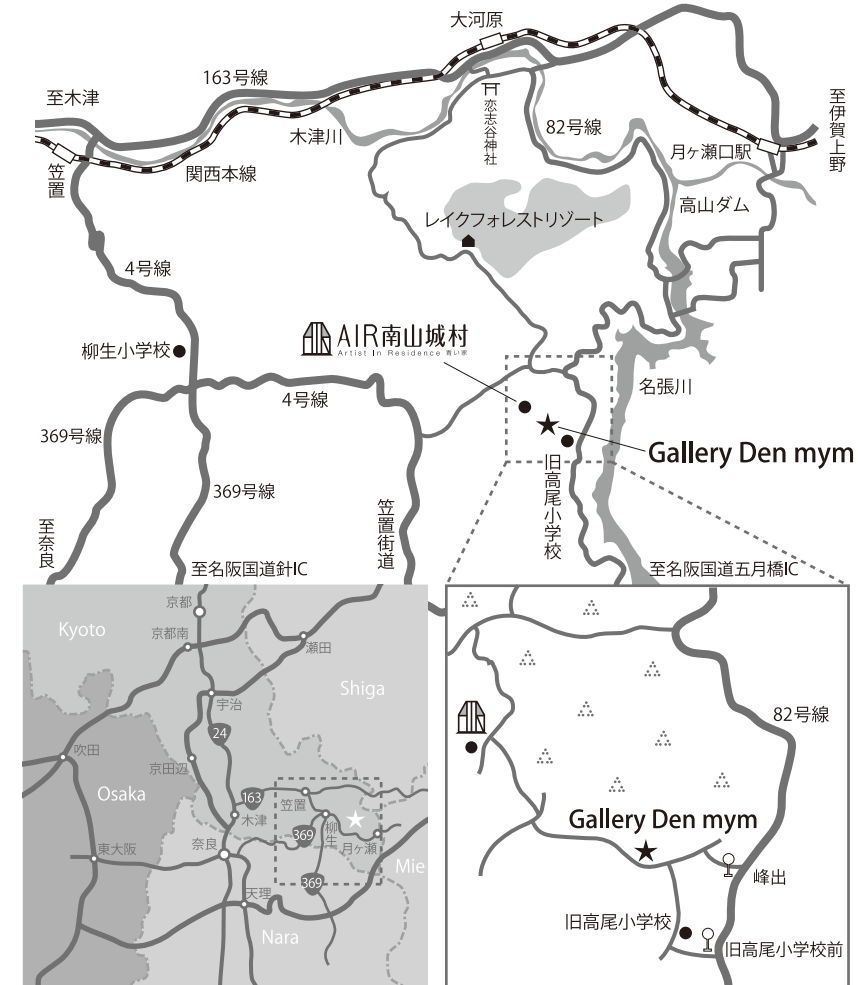 大河原
163号線
至木津
恋志谷神社
82号線
至伊賀上野
木津川
月ヶ瀬口駅
笠置
関西本線
高山ダム
レイクフォレストリゾート
4号線
AIR南山城村
Artist In Residence 青い家
柳生小学校
名張川
4号線
369号線
Gallery Den mym
旧高尾小学校
369号線
笠置街道
至奈良
至名阪国道針IC
至名阪国道五月橋IC
京都
Kyoto
京都南
瀬田
Shiga
宇治
24
吹田
京田辺
Osaka
163
笠置
木津
柳生
369
月ヶ瀬
東大阪
奈良
Mie
369
天理
Nara
82号線
Gallery Den mym
峰出
旧高尾小学校
旧高尾小学校前